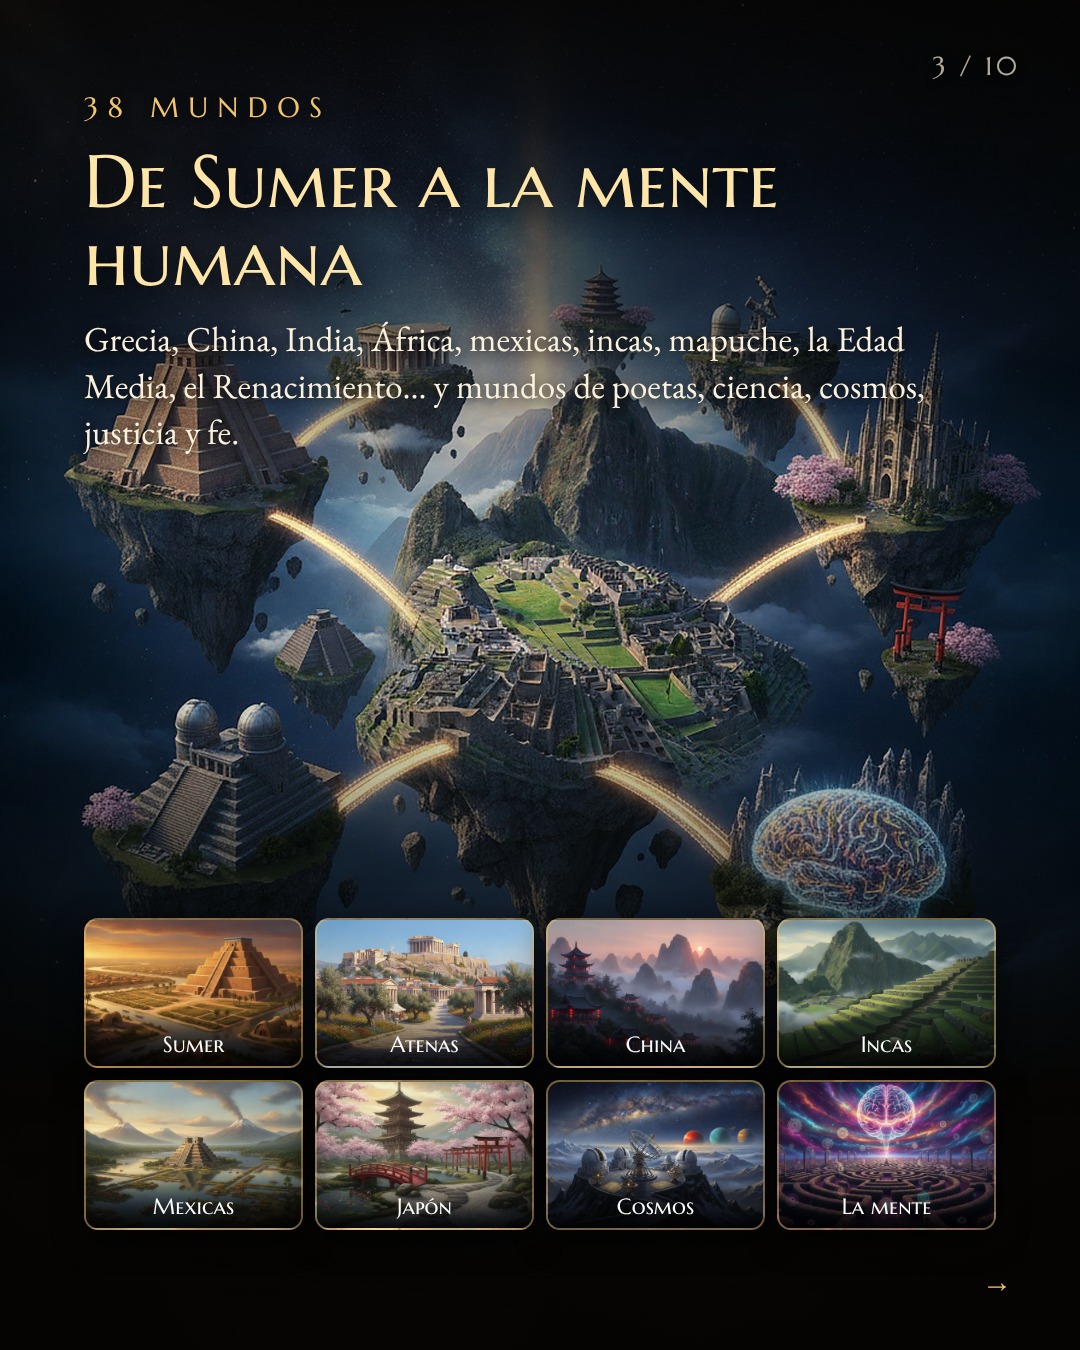 3 / 10
38 MUNDOS
De Sumer a la mente
humana
Grecia, China, India, África, mexicas, incas, mapuche, la Edad
Media, el Renacimiento... y mundos de poetas, ciencia, cosmos,
justicia y fe.
Sumer
Atenas
China
Incas
Mexicas
Japón
Cosmos
La mente
→